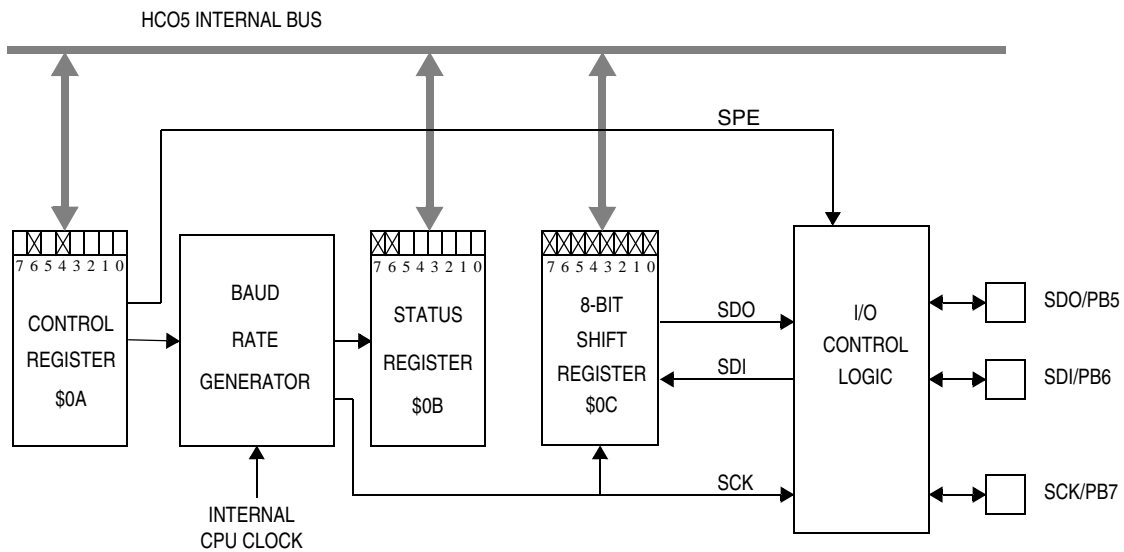 HCO5 INTERNAL BUS
SPE
7 6 5 4 3 2 1 0
CONTROL
REGISTER
$0A
BAUD
RATE
GENERATOR
INTERNAL
CPU CLOCK
7 6 5 4 3 2 1 0
STATUS
REGISTER
$0B
7 6 5 4 3 2 1 0
8-BIT
SHIFT
REGISTER
$0C
SDO
SDI
SCK
I/O
CONTROL
LOGIC
SDO/PB5
SDI/PB6
SCK/PB7